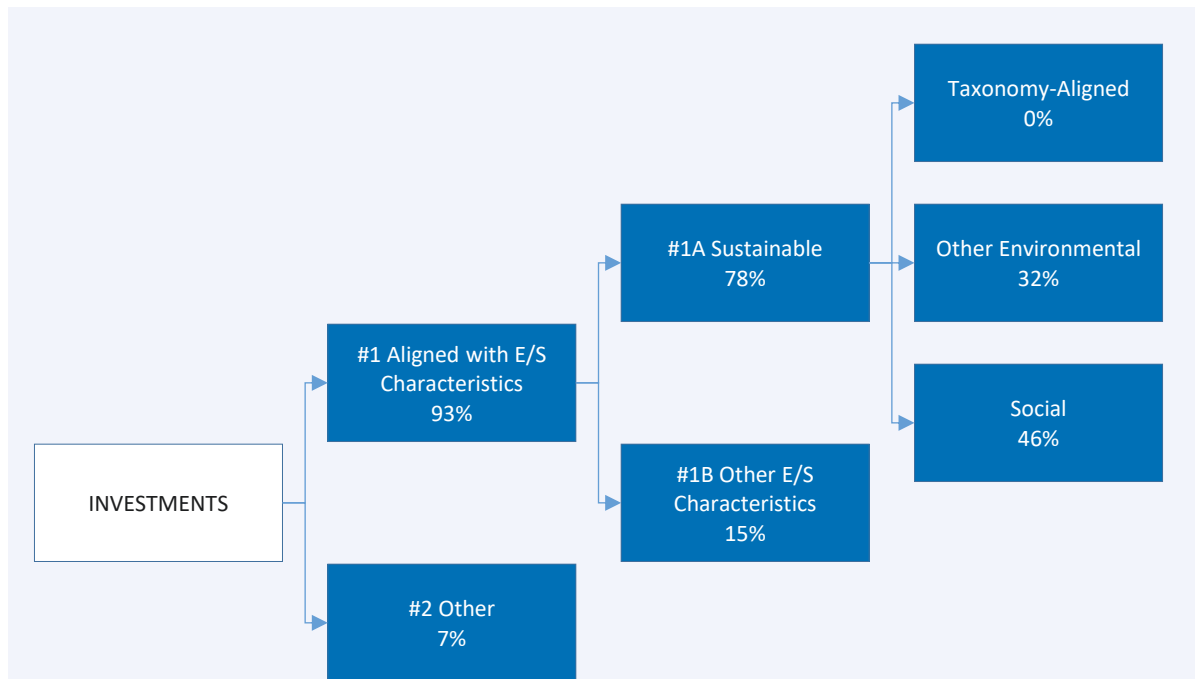 INVESTMENTS
#1 Aligned with E/S
Characteristics
93%
#2 Other
7%
#1A Sustainable
78%
#1B Other E/S
Characteristics
15%
Taxonomy-Aligned
0%
Other Environmental
32%
Social
46%